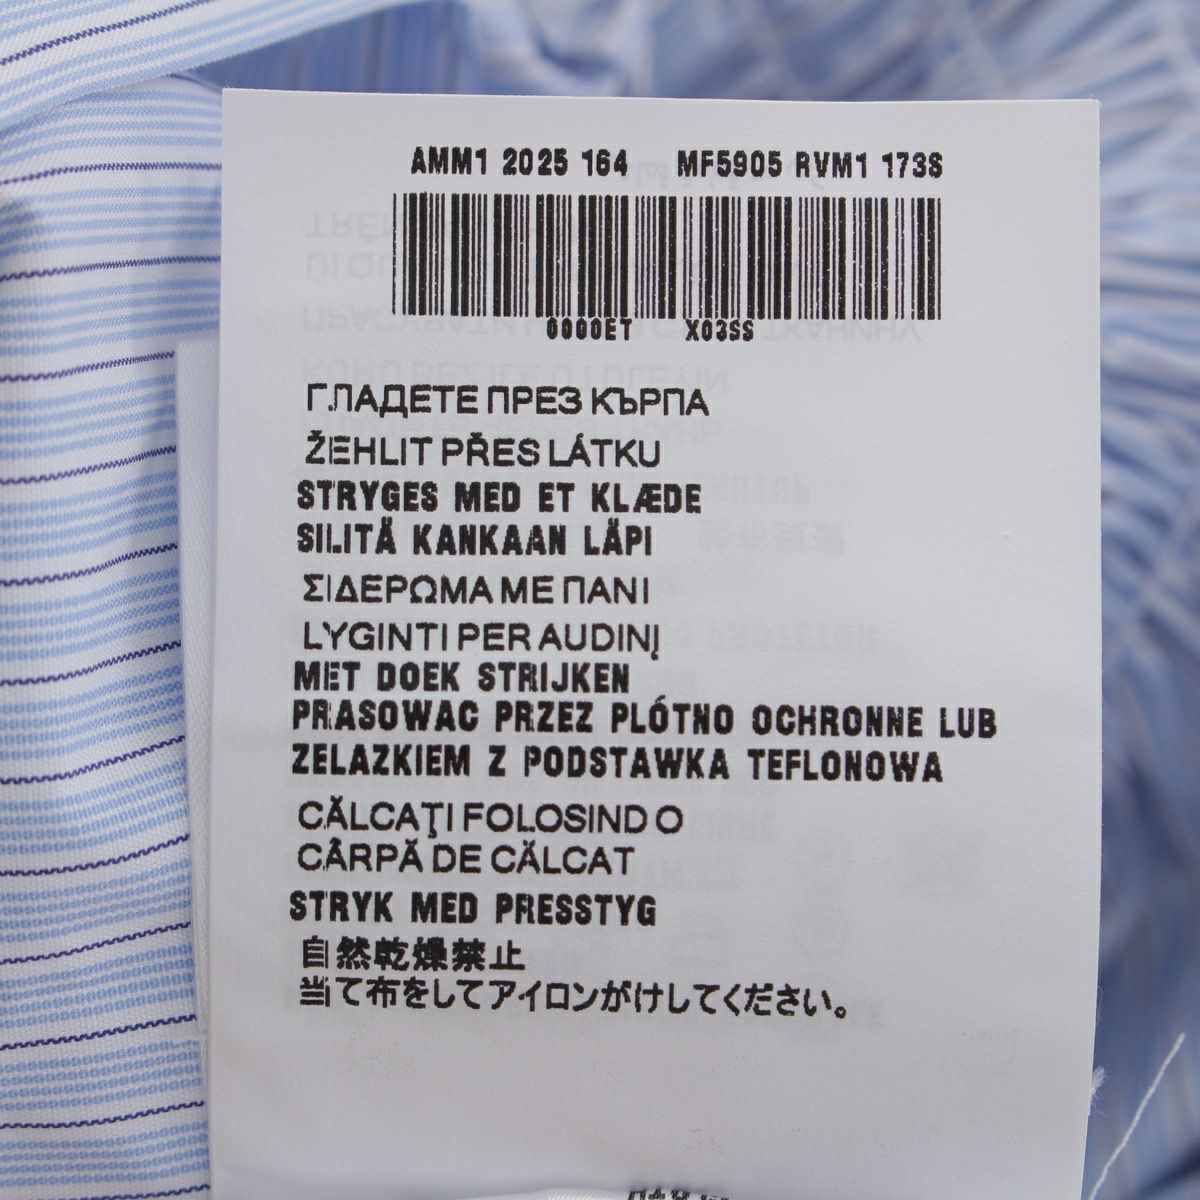 AMM1 2025 164 MF5905 RVM1 173S
0000ET X03SS
ГЛАДЕТЕ ПРЕЗ КЪРПА
ŽEHLIT PŘES LÁTKU
STRYGES MED ET KLÆDE
SILITÄ KANKAAN LÄPI
ΣΙΔΕΡΩΜΑ ΜΕ ΠΑΝΙ
LYGINTI PER AUDINĮ
MET DOEK STRIJKEN
PRASOWAC PRZEZ PLÓTNO OCHRONNE LUB
ZELAZKIEM Z PODSTAWKA TEFLONOWA
CĂLCAŢI FOLOSIND O
CÂRPĂ DE CĂLCAT
STRYK MED PRESSTYG
自然乾燥禁止
当て布をしてアイロンがけしてください。